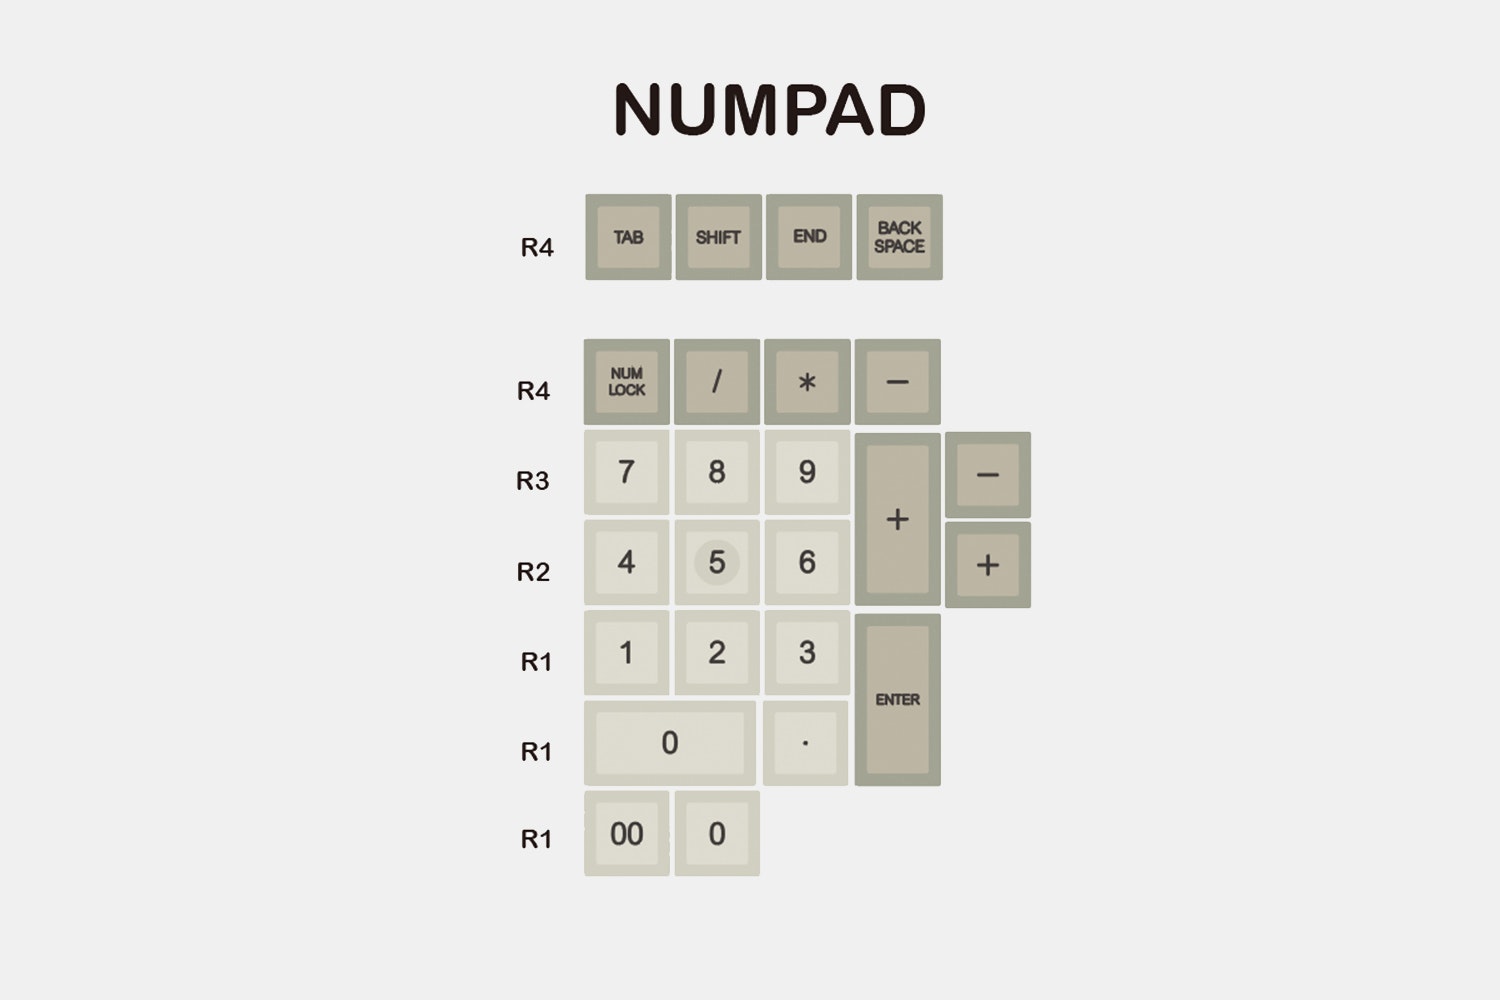 NUMPAD
R4 TAB SHIFT END BACK
SPACE
R4 NUM
LOCK / * −
R3 7 8 9 + −
R2 4 5 6 +
R1 1 2 3 ENTER
R1 0 .
R1 00 0